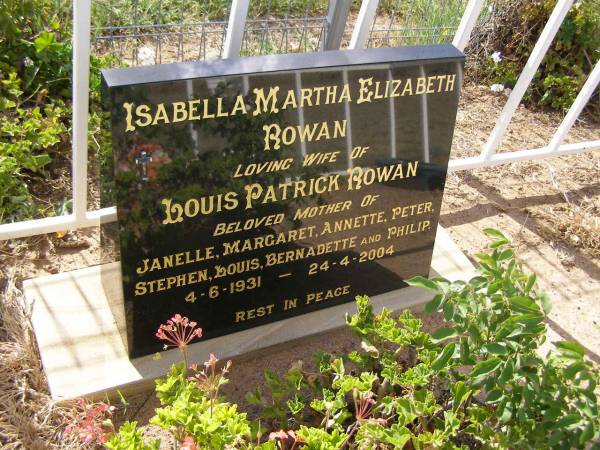 Isabella Martha Elizabeth
Rowan
Loving Wife of
Louis Patrick Rowan
Beloved Mother of
Janelle, Margaret, Annette, Peter,
Stephen, Louis, Bernadette and Philip.
4-6-1931 — 24-4-2004
Rest in Peace